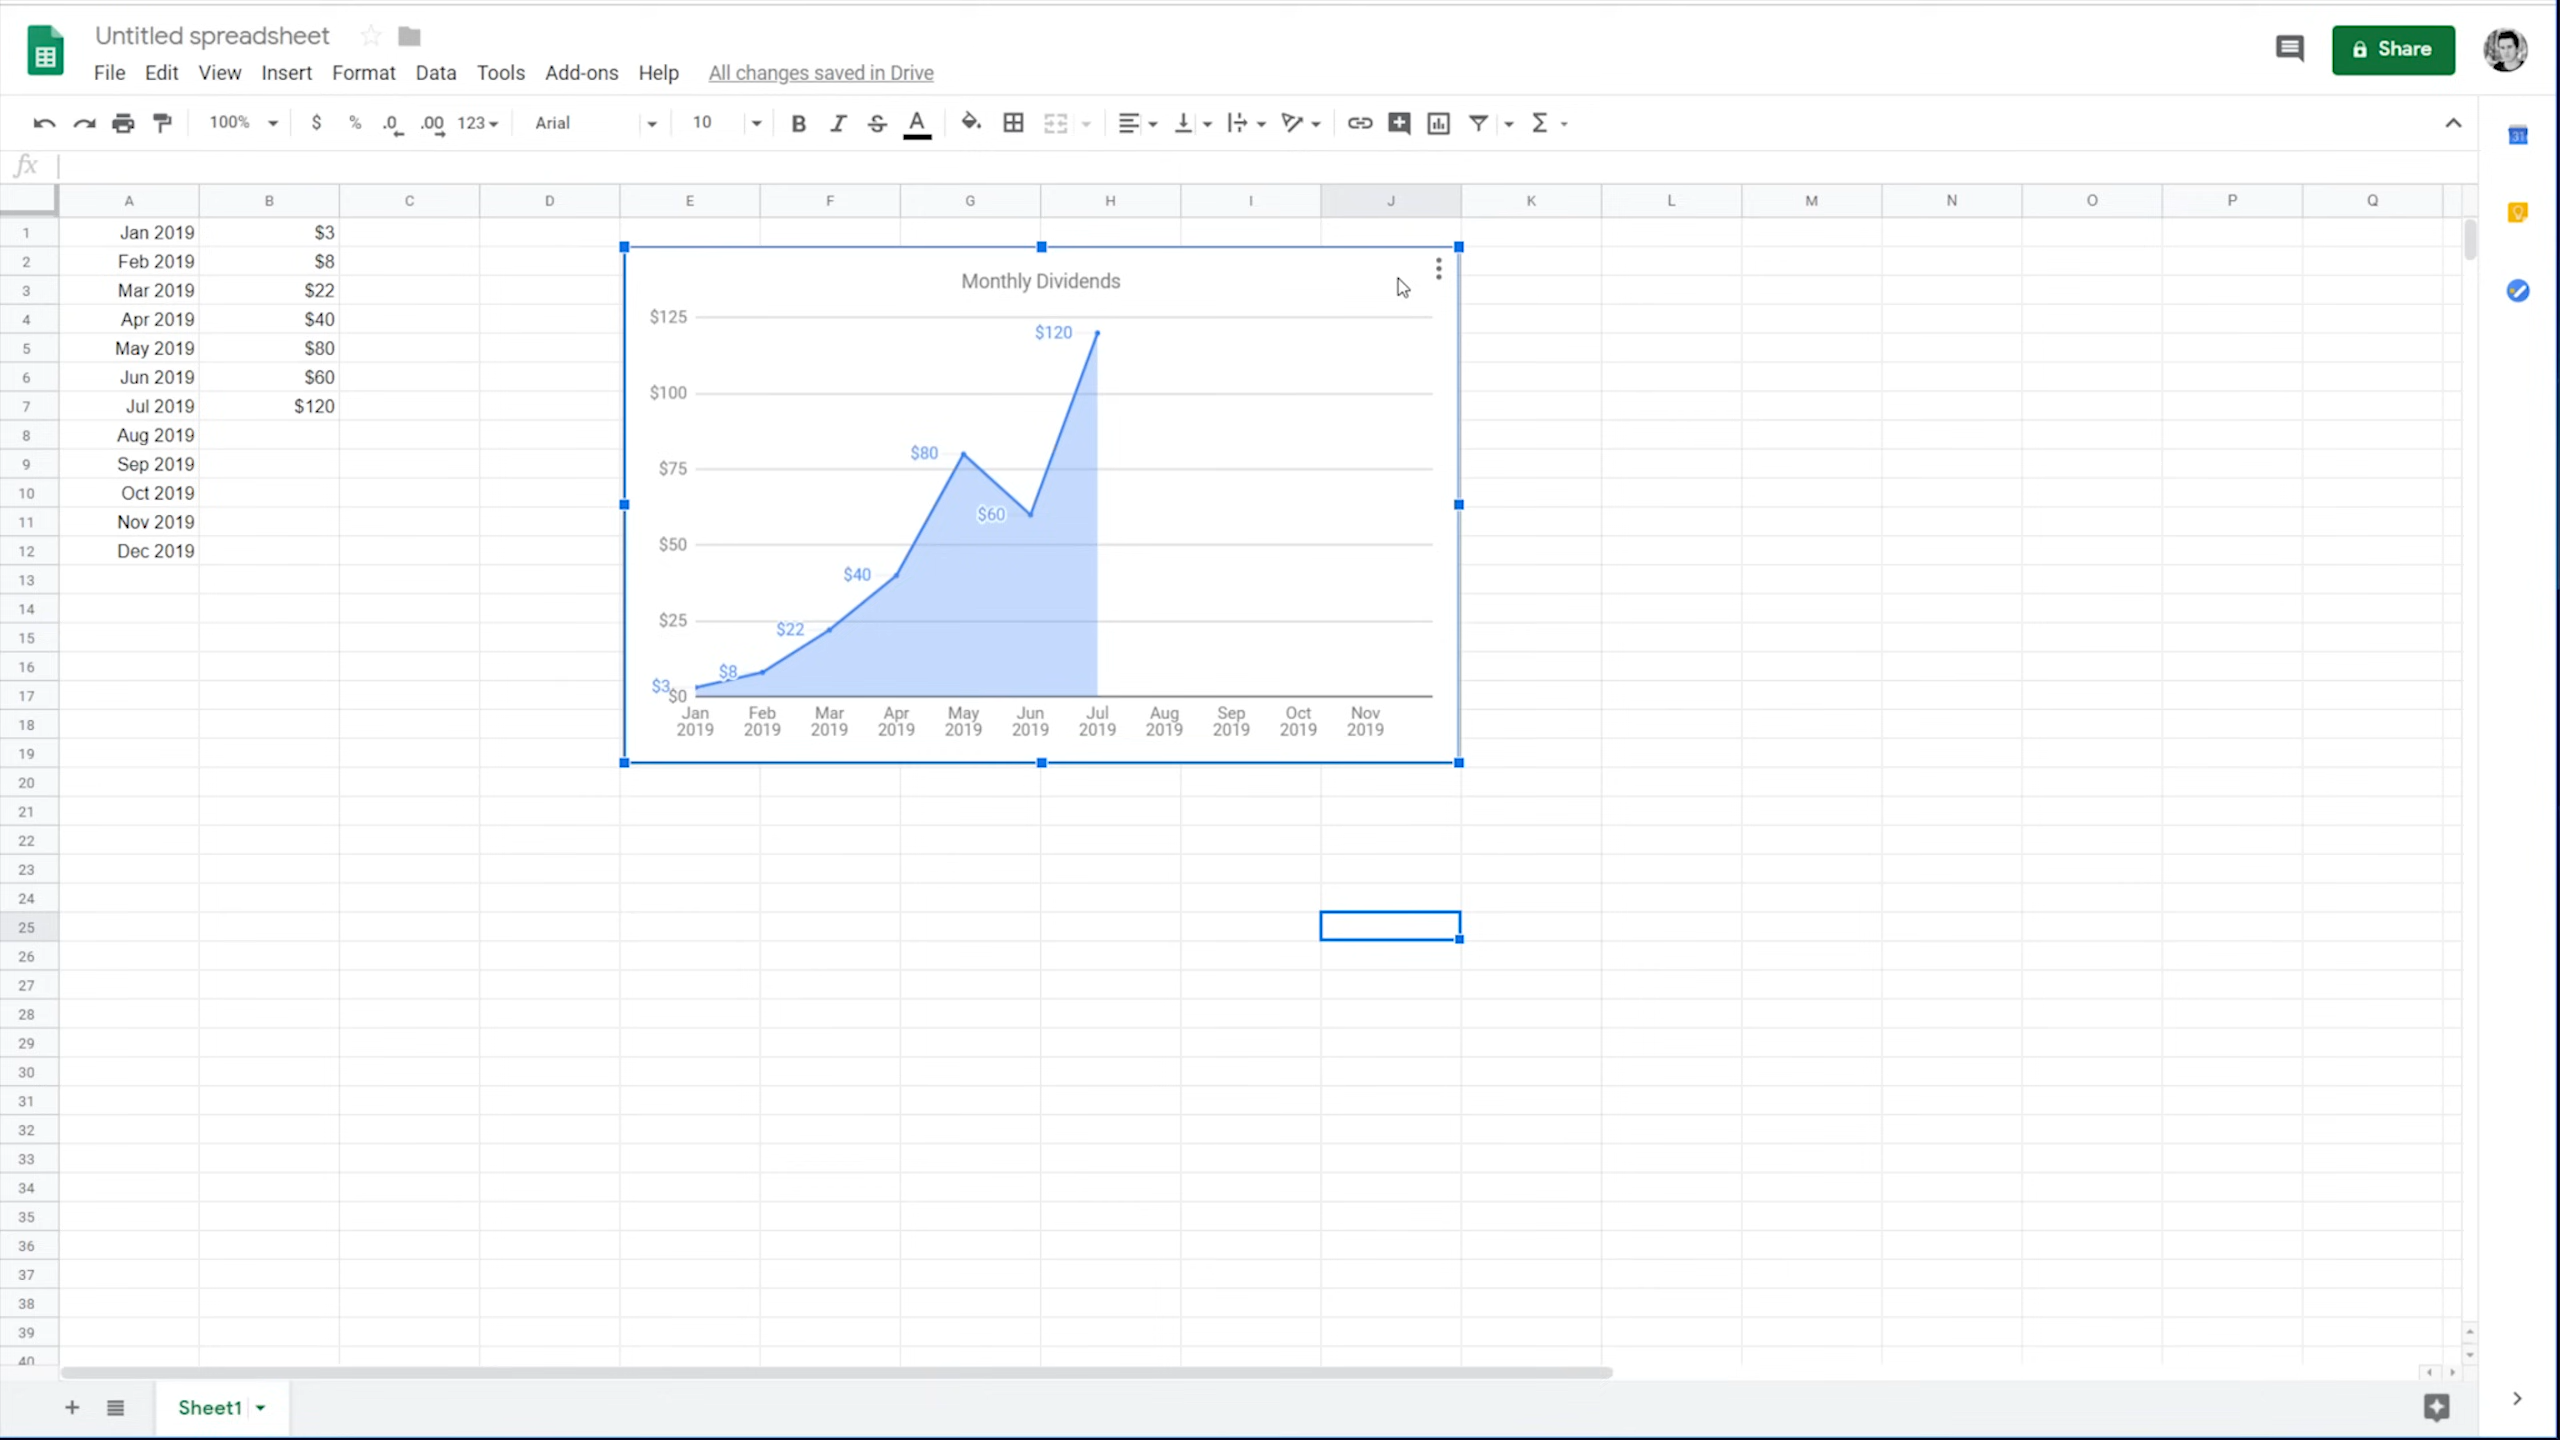 Untitled spreadsheet
File Edit View Insert Format Data Tools Add-ons Help All changes saved in Drive
Share
100% $ % .0 .00 123 Arial 10 B I S A Σ
31
fx
A B C D E F G H I J K L M N O P Q
1 Jan 2019 $3
2 Feb 2019 $8
3 Mar 2019 $22
4 Apr 2019 $40
5 May 2019 $80
6 Jun 2019 $60
7 Jul 2019 $120
8 Aug 2019
9 Sep 2019
10 Oct 2019
11 Nov 2019
12 Dec 2019
13
14
15
16
17
18
19
20
21
22
23
24
25
26
27
28
29
30
31
32
33
34
35
36
37
38
39
40
Monthly Dividends
$125
$120
$100
$80
$75
$60
$50
$40
$25
$22
$8
$3
$0
Jan Feb Mar Apr May Jun Jul Aug Sep Oct Nov
2019 2019 2019 2019 2019 2019 2019 2019 2019 2019 2019
Sheet1